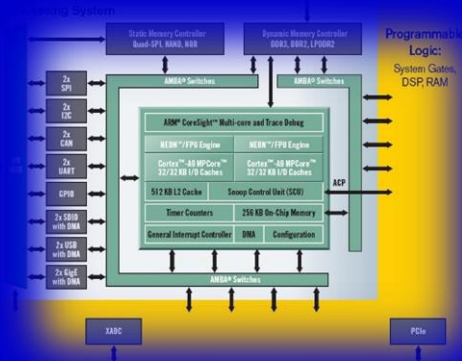 Processing System
Static Memory Controller
Quad-SPI, NAND, NOR
Dynamic Memory Controller
DDR3, DDR2, LPDDR2
Programmable
Logic:
System Gates,
DSP, RAM
AMBA® Switches
AMBA® Switches
2x
SPI
2x
I2C
2x
CAN
2x
UART
GPIO
2x SDIO
with DMA
2x USB
with DMA
2x GigE
with DMA
ARM® CoreSight™ Multi-core and Trace Debug
NEON™/FPU Engine
NEON™/FPU Engine
Cortex™-A9 MPCore™
32/32 KB I/D Caches
Cortex™-A9 MPCore™
32/32 KB I/D Caches
512 KB L2 Cache
Snoop Control Unit (SCU)
Timer Counters
256 KB On-Chip Memory
General Interrupt Controller
DMA
Configuration
ACP
AMBA® Switches
XADC
PCIe